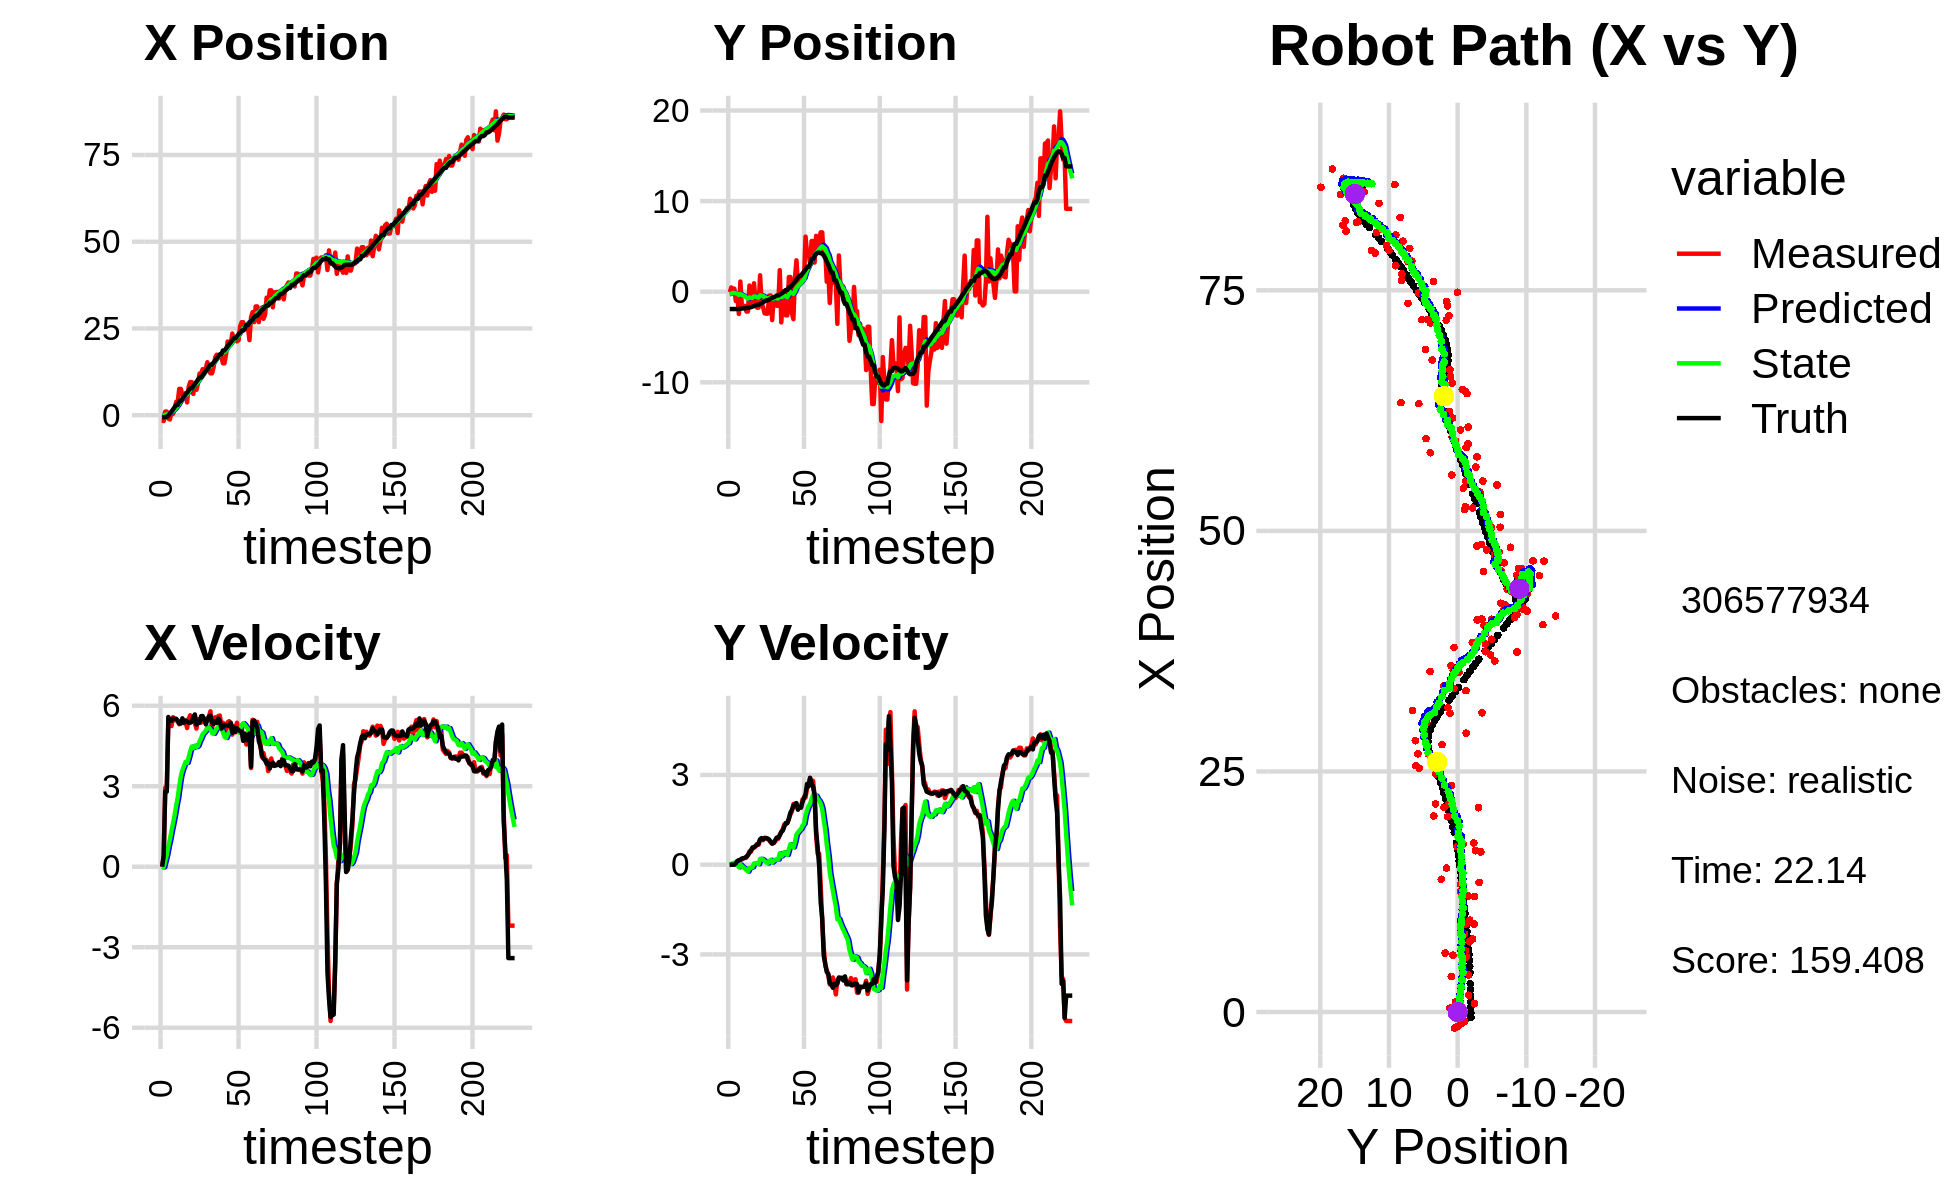 X Position
75
50
25
0
0
50
100
150
200
timestep
Y Position
20
10
0
-10
0
50
100
150
200
timestep
X Velocity
6
3
0
-3
-6
0
50
100
150
200
timestep
Y Velocity
3
0
-3
0
50
100
150
200
timestep
Robot Path (X vs Y)
X Position
75
50
25
0
20 10 0 -10 -20
Y Position
variable
Measured
Predicted
State
Truth
306577934
Obstacles: none
Noise: realistic
Time: 22.14
Score: 159.408